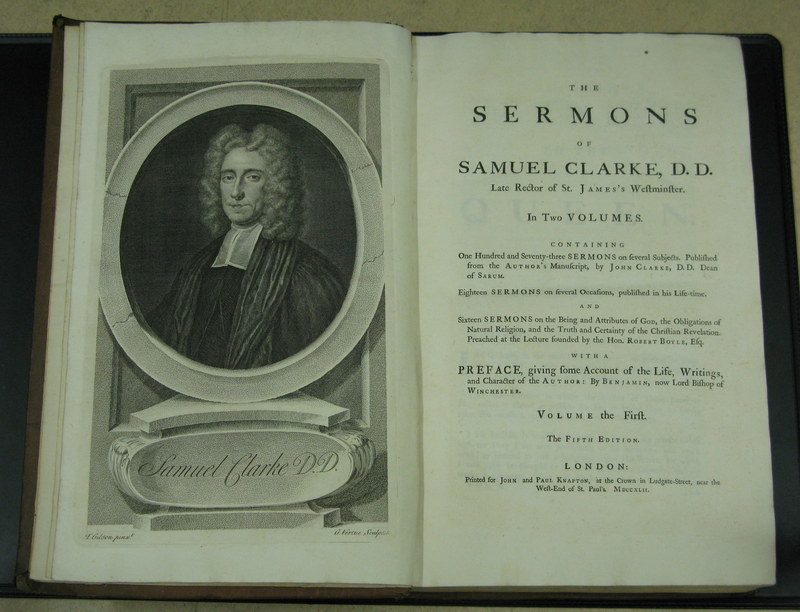 Samuel Clarke D.D.
T. Gibson pinxt.
G Vertue Sculpsit
THE
SERMONS
OF
SAMUEL CLARKE, D. D.
Late Rector of St. JAMES's Weſtminſter.
In Two VOLUMES.
CONTAINING
One Hundred and Seventy-three SERMONS on ſeveral Subjects. Publiſhed
from the AUTHOR's Manuſcript, by JOHN CLARKE, D. D. Dean
of SARUM.
Eighteen SERMONS on ſeveral Occaſions, publiſhed in his Life-time.
AND
Sixteen SERMONS on the Being and Attributes of God, the Obligations of
Natural Religion, and the Truth and Certainty of the Chriſtian Revelation.
Preached at the Lecture founded by the Hon. ROBERT BOYLE, Eſq.
WITH A
PREFACE, giving ſome Account of the Life, Writings,
and Character of the AUTHOR: By BENJAMIN, now Lord Biſhop of
WINCHESTER.
VOLUME the Firſt.
The FIFTH EDITION.
LONDON:
Printed for JOHN and PAUL KNAPTON, at the Crown in Ludgate-Street, near the
Weſt-End of St. Paul's. MDCCXLII.